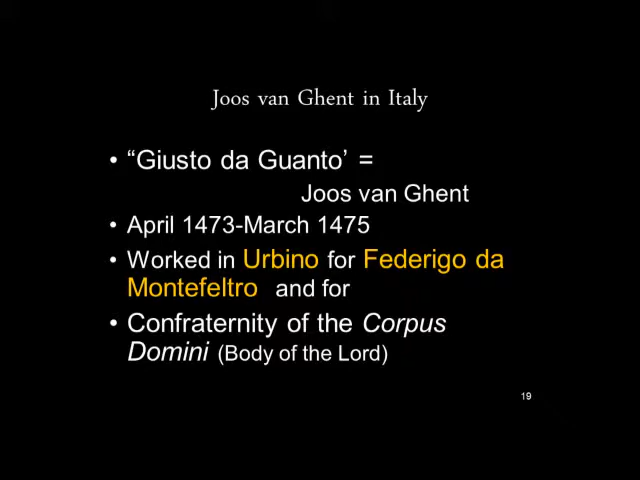 Joos van Ghent in Italy
• “Giusto da Guanto’ =
Joos van Ghent
• April 1473-March 1475
• Worked in Urbino for Federigo da
Montefeltro and for
• Confraternity of the Corpus
Domini (Body of the Lord)
19